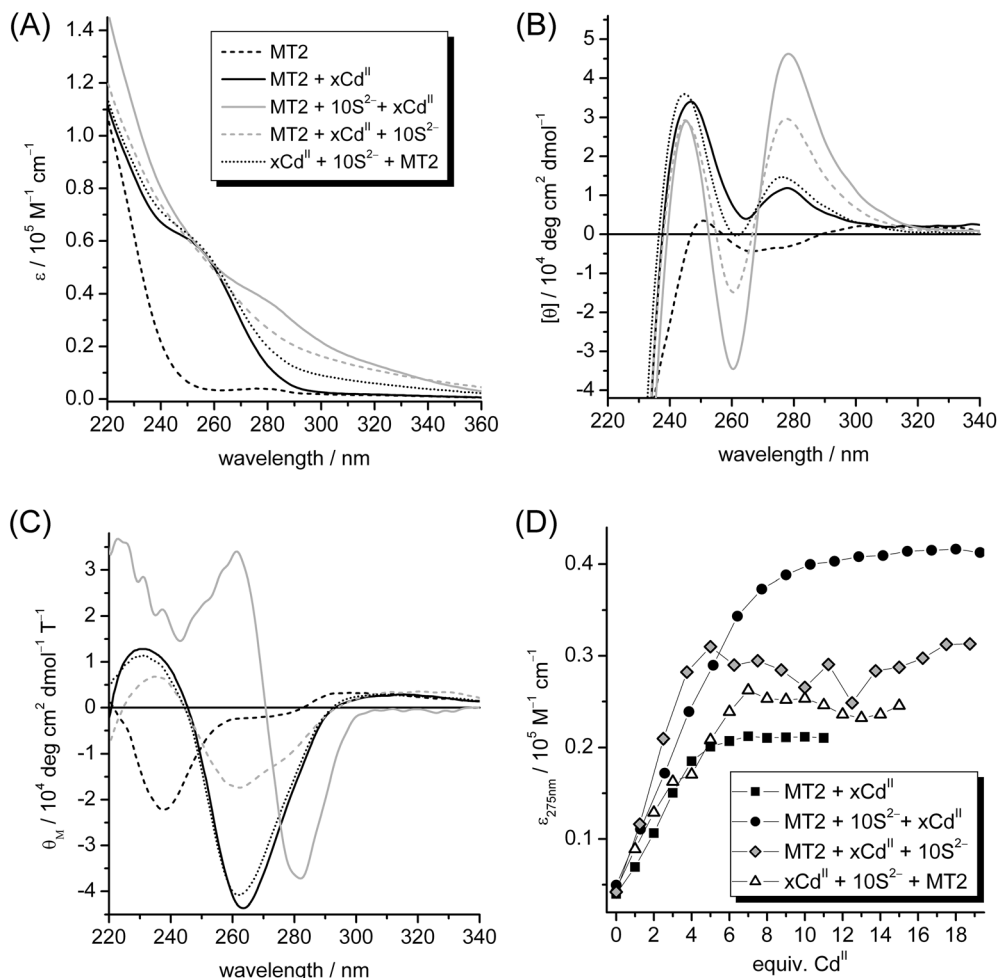 (A)
ε / 10⁵ M⁻¹ cm⁻¹
1.4
1.2
1.0
0.8
0.6
0.4
0.2
0.0
MT2
MT2 + xCdᴵᴵ
MT2 + 10S²⁻ + xCdᴵᴵ
MT2 + xCdᴵᴵ + 10S²⁻
xCdᴵᴵ + 10S²⁻ + MT2
220 240 260 280 300 320 340 360
wavelength / nm
(B)
[θ] / 10⁴ deg cm² dmol⁻¹
5
4
3
2
1
0
-1
-2
-3
-4
220 240 260 280 300 320 340
wavelength / nm
(C)
θM / 10⁴ deg cm² dmol⁻¹ T⁻¹
3
2
1
0
-1
-2
-3
-4
220 240 260 280 300 320 340
wavelength / nm
(D)
ε275nm / 10⁵ M⁻¹ cm⁻¹
0.4
0.3
0.2
0.1
MT2 + xCdᴵᴵ
MT2 + 10S²⁻ + xCdᴵᴵ
MT2 + xCdᴵᴵ + 10S²⁻
xCdᴵᴵ + 10S²⁻ + MT2
0 2 4 6 8 10 12 14 16 18
equiv. Cdᴵᴵ